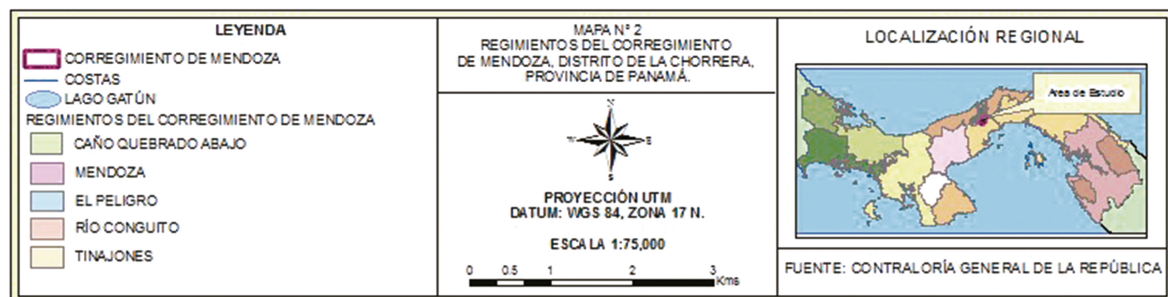 LEYENDA
CORREGIMIENTO DE MENDOZA
COSTAS
LAGO GATÚN
REGIMIENTOS DEL CORREGIMIENTO DE MENDOZA
CAÑO QUEBRADO ABAJO
MENDOZA
EL PELIGRO
RÍO CONGUITO
TINAJONES
MAPA N° 2
REGIMIENTOS DEL CORREGIMIENTO
DE MENDOZA, DISTRITO DE LA CHORRERA,
PROVINCIA DE PANAMÁ.
N
W
E
S
PROYECCIÓN UTM
DATUM: WGS 84, ZONA 17 N.
ESCALA 1:75,000
0 0.5 1 2 3
Kms
LOCALIZACIÓN REGIONAL
Area de Estudio
FUENTE: CONTRALORÍA GENERAL DE LA REPÚBLICA